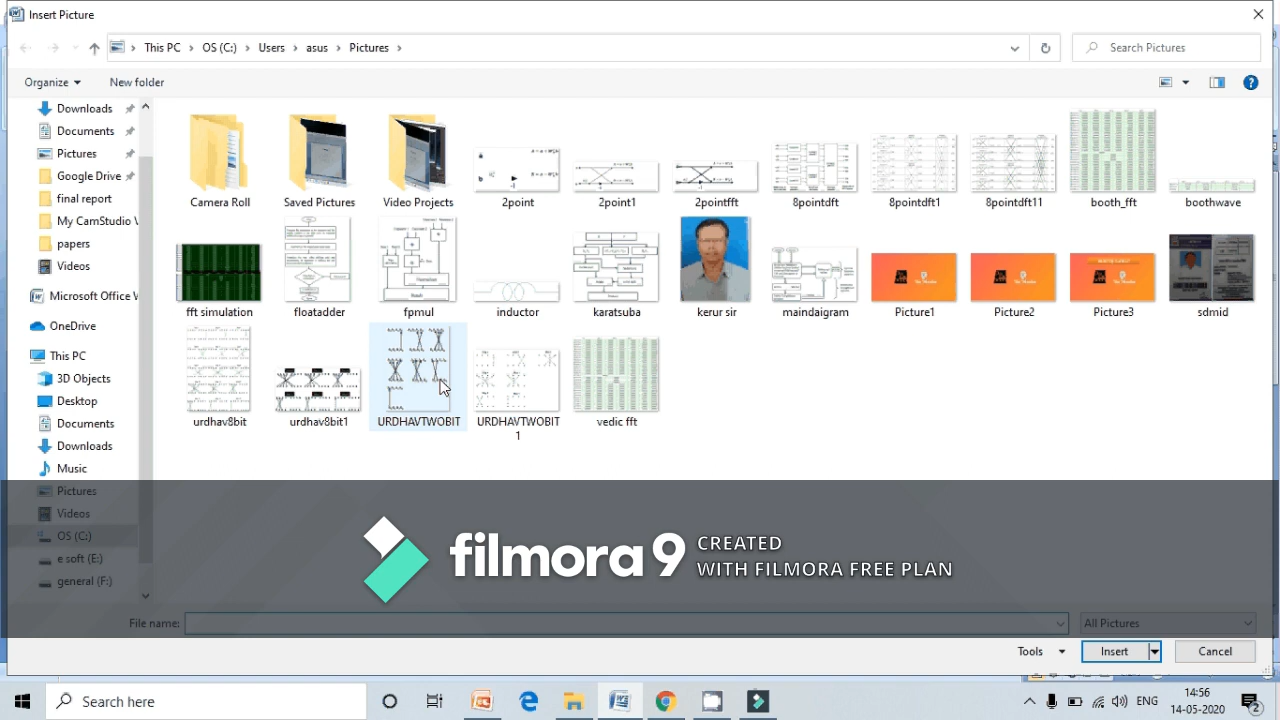 Insert Picture
This PC > OS (C:) > Users > asus > Pictures >
Search Pictures
Organize
New folder
Downloads
Documents
Pictures
Google Drive
final report
My CamStudio
papers
Videos
Microsoft Office
OneDrive
This PC
3D Objects
Desktop
Documents
Downloads
Music
Pictures
Videos
OS (C:)
e soft (E:)
general (F:)
Camera Roll
Saved Pictures
Video Projects
2point
2point1
2pointfft
8pointdft
8pointdft1
8pointdft11
booth_fft
boothwave
fft simulation
floatadder
fpmul
inductor
karatsuba
kerur sir
maindaigram
Picture1
Picture2
Picture3
sdmid
urdhav8bit
urdhav8bit1
URDHAVTWOBIT
URDHAVTWOBIT
1
vedic fft
filmora 9
CREATED
WITH FILMORA FREE PLAN
File name:
All Pictures
Tools
Insert
Cancel
Search here
ENG
14:56
14-05-2020
2